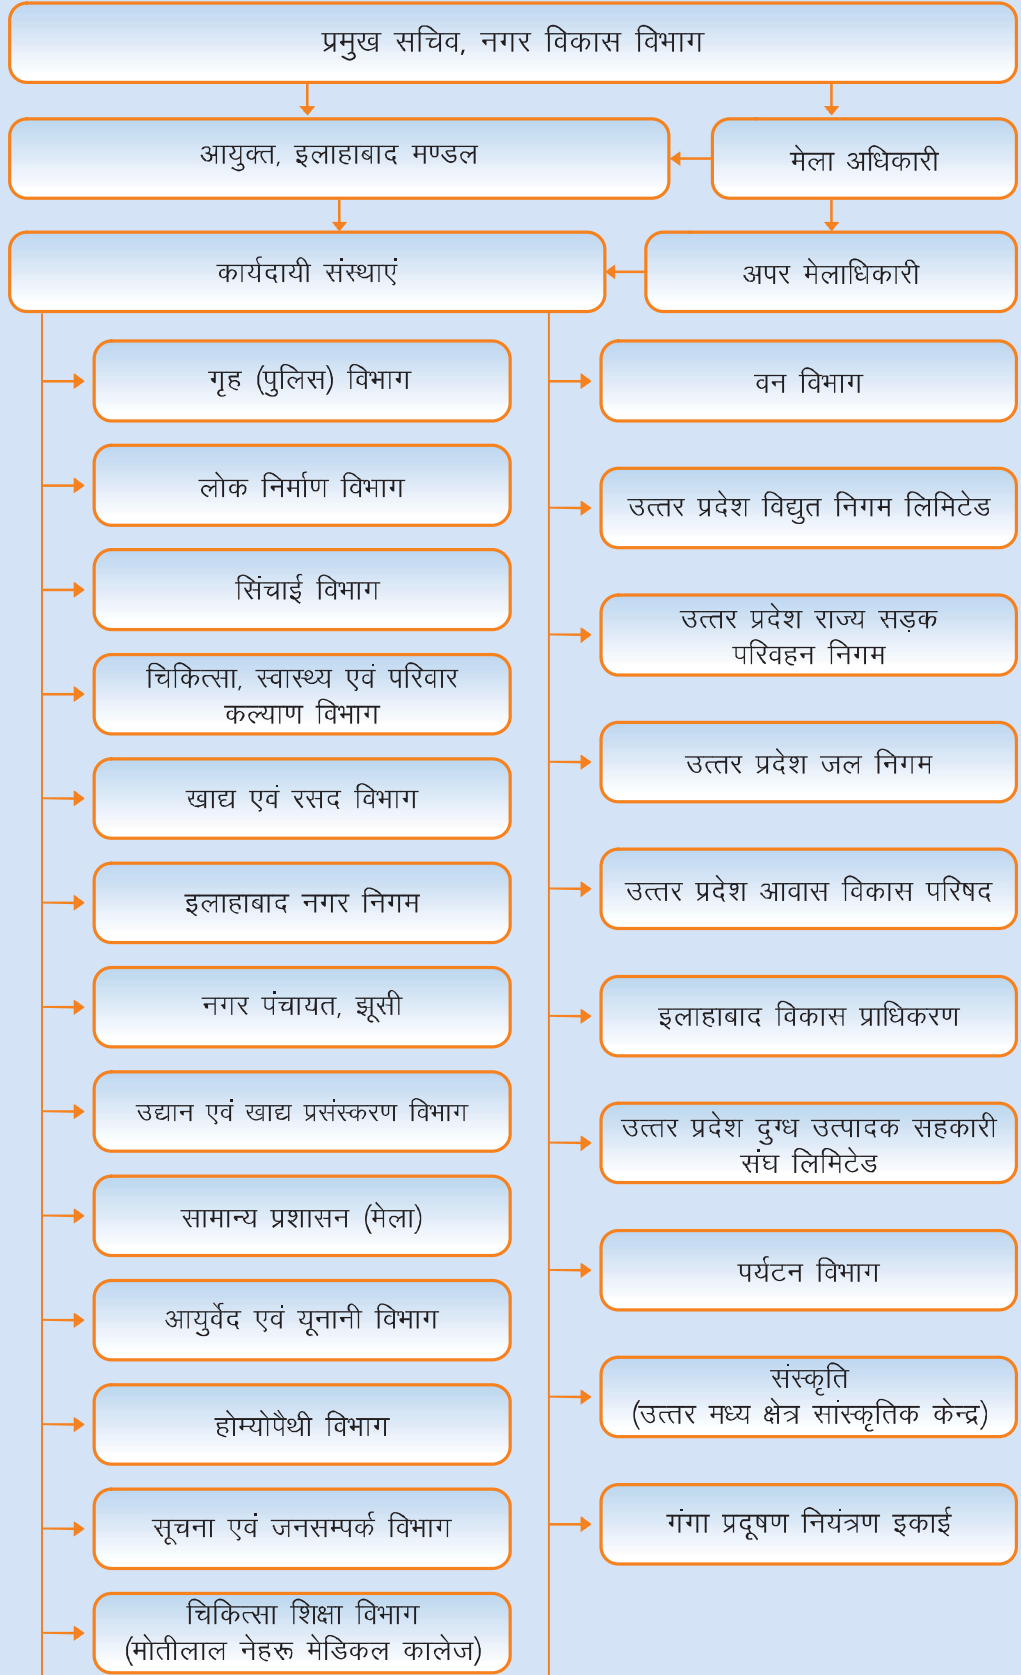 प्रमुख सचिव, नगर विकास विभाग
आयुक्त, इलाहाबाद मण्डल
मेला अधिकारी
कार्यदायी संस्थाएं
अपर मेलाधिकारी
गृह (पुलिस) विभाग
लोक निर्माण विभाग
सिंचाई विभाग
चिकित्सा, स्वास्थ्य एवं परिवार
कल्याण विभाग
खाद्य एवं रसद विभाग
इलाहाबाद नगर निगम
नगर पंचायत, झूसी
उद्यान एवं खाद्य प्रसंस्करण विभाग
सामान्य प्रशासन (मेला)
आयुर्वेद एवं यूनानी विभाग
होम्योपैथी विभाग
सूचना एवं जनसम्पर्क विभाग
चिकित्सा शिक्षा विभाग
(मोतीलाल नेहरू मेडिकल कालेज)
वन विभाग
उत्तर प्रदेश विद्युत निगम लिमिटेड
उत्तर प्रदेश राज्य सड़क
परिवहन निगम
उत्तर प्रदेश जल निगम
उत्तर प्रदेश आवास विकास परिषद
इलाहाबाद विकास प्राधिकरण
उत्तर प्रदेश दुग्ध उत्पादक सहकारी
संघ लिमिटेड
पर्यटन विभाग
संस्कृति
(उत्तर मध्य क्षेत्र सांस्कृतिक केन्द्र)
गंगा प्रदूषण नियंत्रण इकाई